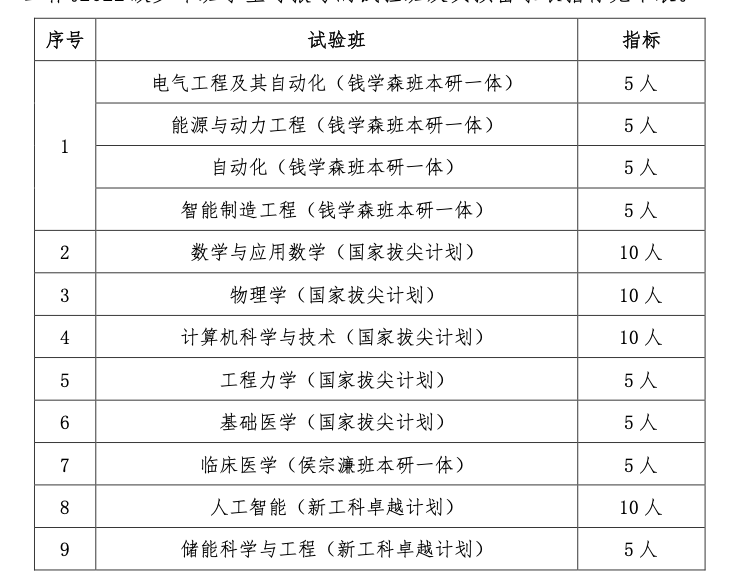 序号 试验班 指标
1
电气工程及其自动化（钱学森班本研一体） 5 人
能源与动力工程（钱学森班本研一体） 5 人
自动化（钱学森班本研一体） 5 人
智能制造工程（钱学森班本研一体） 5 人
2 数学与应用数学（国家拔尖计划） 10 人
3 物理学（国家拔尖计划） 10 人
4 计算机科学与技术（国家拔尖计划） 10 人
5 工程力学（国家拔尖计划） 5 人
6 基础医学（国家拔尖计划） 5 人
7 临床医学（侯宗濂班本研一体） 5 人
8 人工智能（新工科卓越计划） 10 人
9 储能科学与工程（新工科卓越计划） 5 人